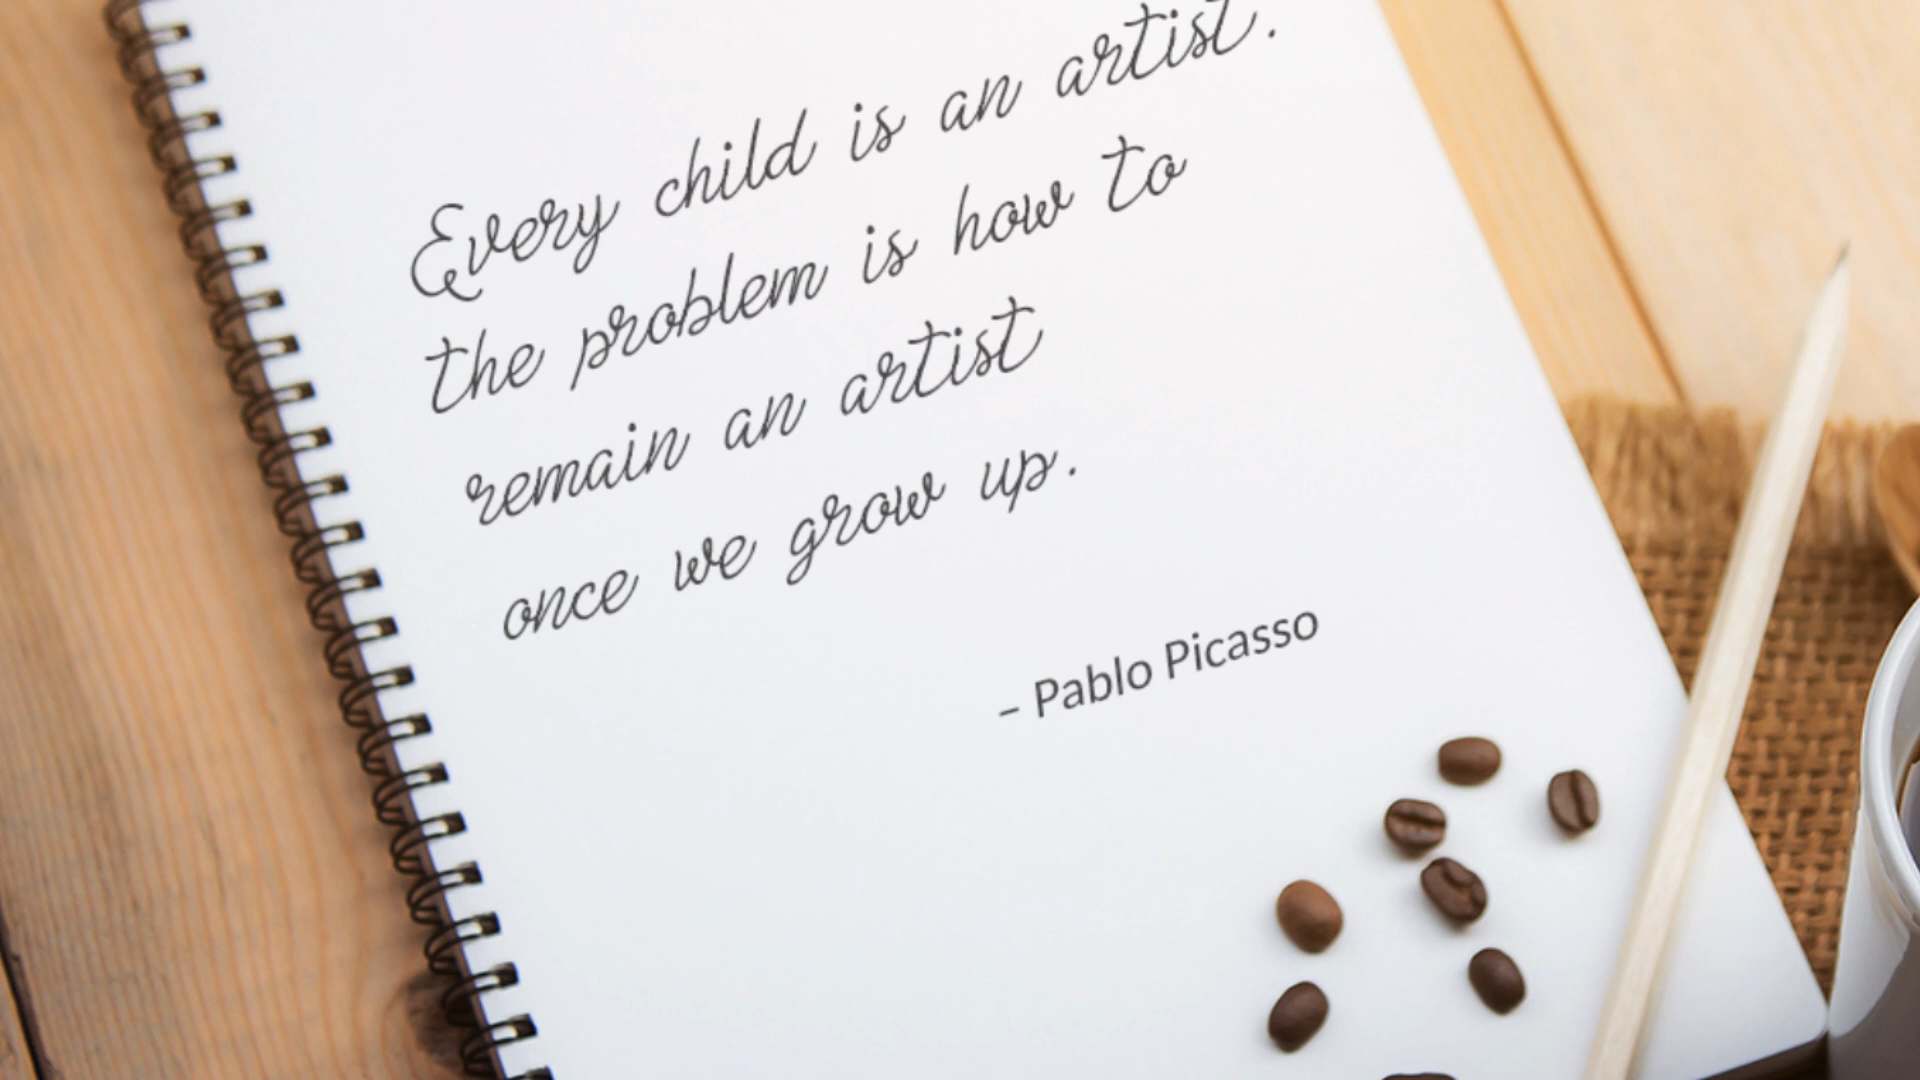 Every child is an artist.
the problem is how to
remain an artist
once we grow up.
– Pablo Picasso